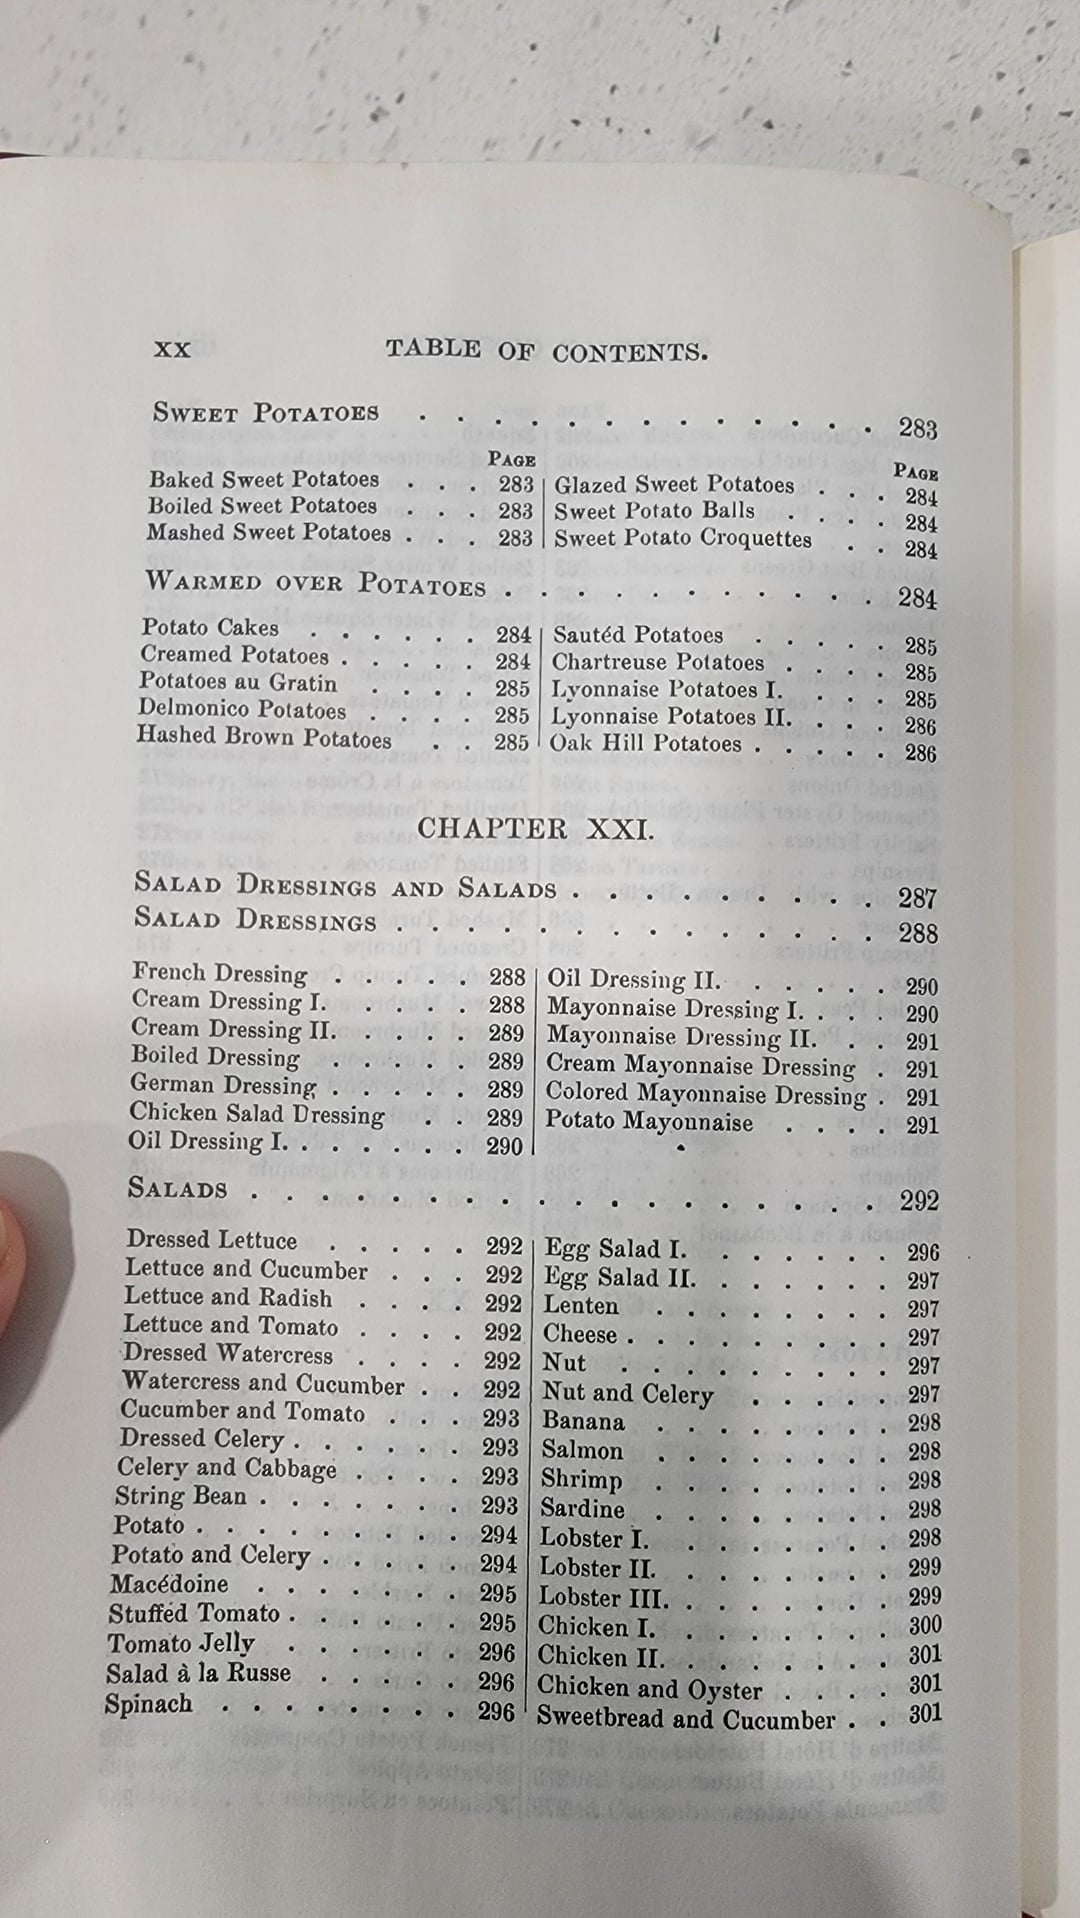 xx TABLE OF CONTENTS.
SWEET POTATOES . . . . . . . . . . . . . 283
PAGE
Baked Sweet Potatoes . . . 283
Boiled Sweet Potatoes . . . 283
Mashed Sweet Potatoes . . . 283
PAGE
Glazed Sweet Potatoes . . . 284
Sweet Potato Balls . . . . 284
Sweet Potato Croquettes . . 284
WARMED OVER POTATOES . . . . . . . . . . . 284
Potato Cakes . . . . . . 284
Creamed Potatoes . . . . . 284
Potatoes au Gratin . . . . 285
Delmonico Potatoes . . . . 285
Hashed Brown Potatoes . . 285
Sautéd Potatoes . . . . . 285
Chartreuse Potatoes . . . . 285
Lyonnaise Potatoes I. . . . 285
Lyonnaise Potatoes II. . . . 286
Oak Hill Potatoes . . . . . 286
CHAPTER XXI.
SALAD DRESSINGS AND SALADS . . . . . . . . 287
SALAD DRESSINGS . . . . . . . . . . . . . . 288
French Dressing . . . . . 288
Cream Dressing I. . . . . 288
Cream Dressing II. . . . . 289
Boiled Dressing . . . . . 289
German Dressing . . . . . 289
Chicken Salad Dressing . . 289
Oil Dressing I. . . . . . . 290
Oil Dressing II. . . . . . 290
Mayonnaise Dressing I. . . . 290
Mayonnaise Dressing II. . . 291
Cream Mayonnaise Dressing . 291
Colored Mayonnaise Dressing . 291
Potato Mayonnaise . . . . 291
SALADS . . . . . . . . . . . . . . . . . . 292
Dressed Lettuce . . . . . 292
Lettuce and Cucumber . . . 292
Lettuce and Radish . . . . 292
Lettuce and Tomato . . . . 292
Dressed Watercress . . . . 292
Watercress and Cucumber . . 292
Cucumber and Tomato . . . 293
Dressed Celery . . . . . . 293
Celery and Cabbage . . . . 293
String Bean . . . . . . . 293
Potato . . . . . . . . . 294
Potato and Celery . . . . . 294
Macédoine . . . . . . . 295
Stuffed Tomato . . . . . . 295
Tomato Jelly . . . . . . 296
Salad à la Russe . . . . . 296
Spinach . . . . . . . . 296
Egg Salad I. . . . . . . 296
Egg Salad II. . . . . . . 297
Lenten . . . . . . . . 297
Cheese . . . . . . . . . 297
Nut . . . . . . . . . 297
Nut and Celery . . . . . 297
Banana . . . . . . . . 298
Salmon . . . . . . . . 298
Shrimp . . . . . . . . 298
Sardine . . . . . . . . 298
Lobster I. . . . . . . . 298
Lobster II. . . . . . . . 299
Lobster III. . . . . . . . 299
Chicken I. . . . . . . . 300
Chicken II. . . . . . . . 301
Chicken and Oyster . . . . 301
Sweetbread and Cucumber . . 301